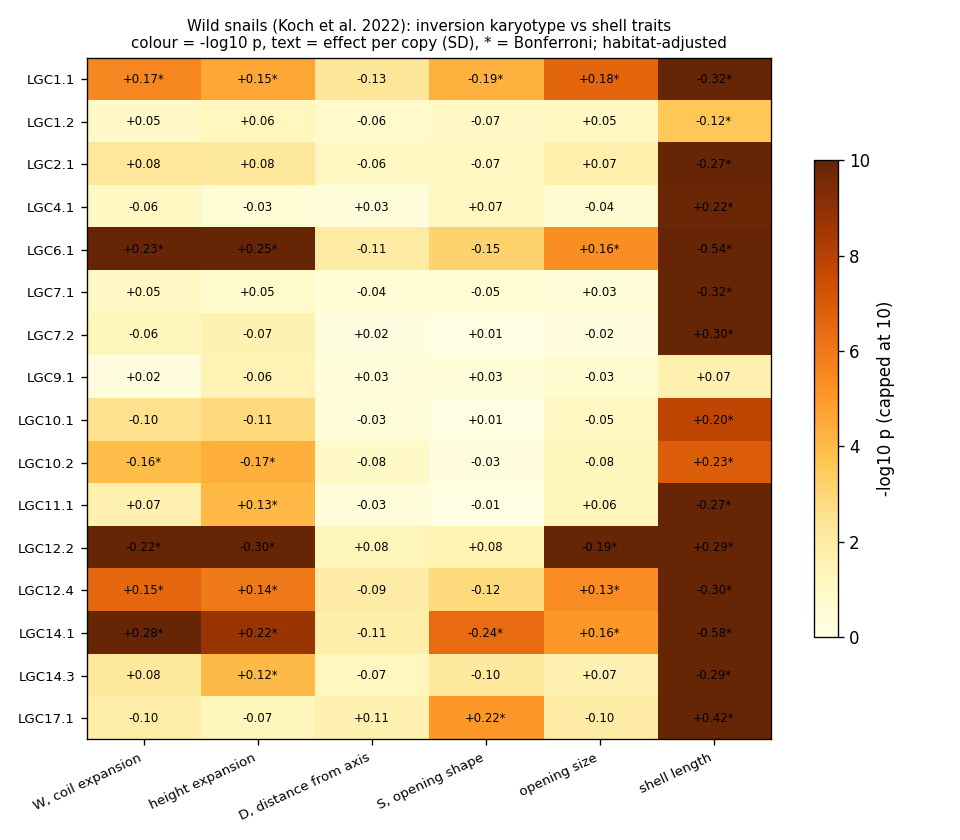 Wild snails (Koch et al. 2022): inversion karyotype vs shell traits
colour = -log10 p, text = effect per copy (SD), * = Bonferroni; habitat-adjusted
LGC1.1 +0.17* +0.15* -0.13 -0.19* +0.18* -0.32*
LGC1.2 +0.05 +0.06 -0.06 -0.07 +0.05 -0.12*
LGC2.1 +0.08 +0.08 -0.06 -0.07 +0.07 -0.27*
LGC4.1 -0.06 -0.03 +0.03 +0.07 -0.04 +0.22*
LGC6.1 +0.23* +0.25* -0.11 -0.15 +0.16* -0.54*
LGC7.1 +0.05 +0.05 -0.04 -0.05 +0.03 -0.32*
LGC7.2 -0.06 -0.07 +0.02 +0.01 -0.02 +0.30*
LGC9.1 +0.02 -0.06 +0.03 +0.03 -0.03 +0.07
LGC10.1 -0.10 -0.11 -0.03 +0.01 -0.05 +0.20*
LGC10.2 -0.16* -0.17* -0.08 -0.03 -0.08 +0.23*
LGC11.1 +0.07 +0.13* -0.03 -0.01 +0.06 -0.27*
LGC12.2 -0.22* -0.30* +0.08 +0.08 -0.19* +0.29*
LGC12.4 +0.15* +0.14* -0.09 -0.12 +0.13* -0.30*
LGC14.1 +0.28* +0.22* -0.11 -0.24* +0.16* -0.58*
LGC14.3 +0.08 +0.12* -0.07 -0.10 +0.07 -0.29*
LGC17.1 -0.10 -0.07 +0.11 +0.22* -0.10 +0.42*
W, coil expansion
height expansion
D, distance from axis
S, opening shape
opening size
shell length
10
8
6
4
2
0
-log10 p (capped at 10)